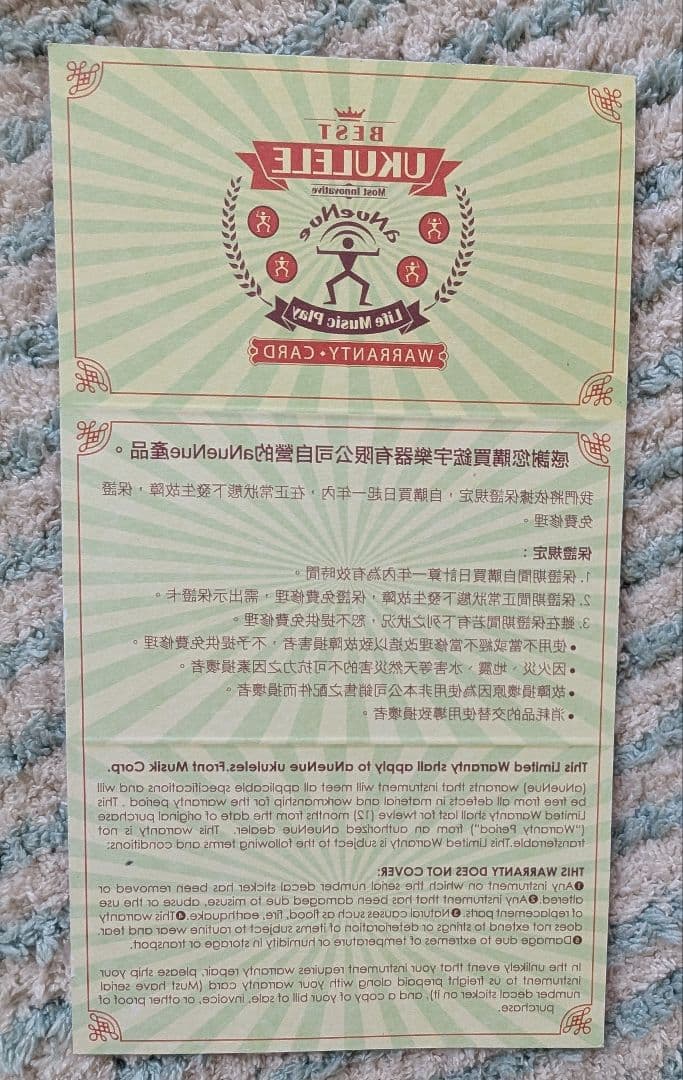 BEST
UKULELE
Most Innovative
aNueNue
Life Music Play
WARRANTY · CARD
感謝您購買鋐宇樂器有限公司自營的aNueNue產品。
我們將依據保證規定，自購買日起一年內，在正常狀態下發生故障，保證
免費修理。
保證規定：
1. 保證期間自購買日計算一年內為有效時間。
2. 保證期間正常狀態下發生故障，保證免費修理，需出示保證卡。
3. 雖在保證期間若有下列之狀況，恕不提供免費修理。
• 使用不當或經不當修理改造以致故障損害者，不予提供免費修理。
• 因火災、地震、水害等天然災害的不可抗力之因素損壞者。
• 故障損壞原因為使用非本公司銷售之配件而損壞者。
• 消耗品的交替使用導致損壞者。
This Limited Warranty shall apply to aNueNue ukuleles.Front Musik Corp.
(aNueNue) warrants that instrument will meet all applicable specifications and will
be free from all defects in material and workmanship for the warranty period . This
Limited Warranty shall last for twelve (12) months from the date of original purchase
("Warranty Period") from an authorized aNueNue dealer. This warranty is not
transferable.This Limited Warranty is subject to the following terms and conditions:
THIS WARRANTY DOES NOT COVER:
❶Any instrument on which the serial number decal sticker has been removed or
altered.❷Any instrument that has been damaged due to misuse, abuse or the use
of replacement parts. ❸Natural causes such as flood, fire, earthquake.❹This warranty
does not extend to strings or deterioration of items subject to routine wear and tear.
❺Damage due to extremes of temperature or humidity in storage or transport.
In the unlikely event that your instrument requires warranty repair, please ship your
instrument to us freight prepaid along with your warranty card (Must have serial
number decal sticker on it), and a copy of your bill of sale, invoice, or other proof of
purchase.